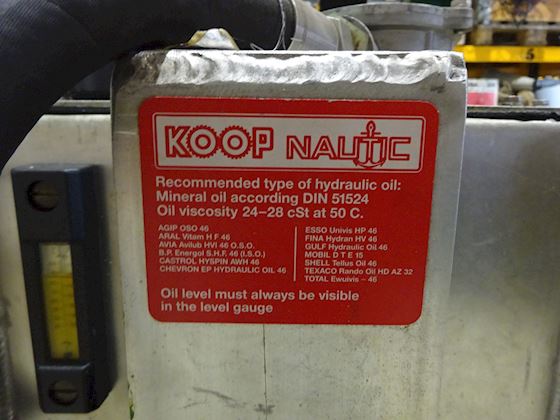 KOOP NAUTIC
Recommended type of hydraulic oil:
Mineral oil according DIN 51524
Oil viscosity 24–28 cSt at 50 C.
AGIP OSO 46
ARAL Vitam H F 46
AVIA Avilub HVI 46 O.S.O.
B.P. Energol S.H.F. 46 (I.S.O.)
CASTROL HYSPIN AWH 46
CHEVRON EP HYDRAULIC OIL 46
ESSO Univis HP 46
FINA Hydran HV 46
GULF Hydraulic Oil 46
MOBIL D T E 15
SHELL Tellus Oil 46
TEXACO Rando Oil HD AZ 32
TOTAL Ewuivis – 46
Oil level must always be visible
in the level gauge
5